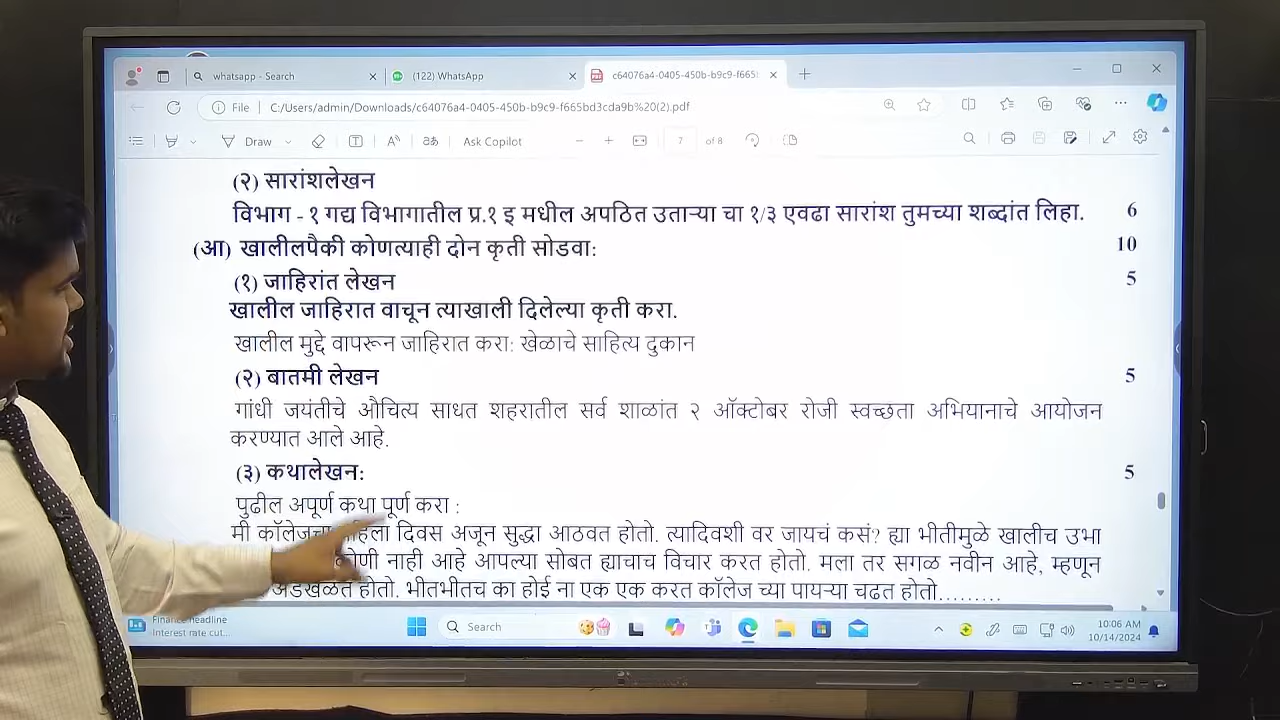 whatsapp - Search
(122) WhatsApp
c64076a4-0405-450b-b9c9-f665
File C:/Users/admin/Downloads/c64076a4-0405-450b-b9c9-f665bd3cda9b%20(2).pdf
Draw Ask Copilot 7 of 8
(२) सारांशलेखन
विभाग - १ गद्य विभागातील प्र.१ इ मधील अपठित उताऱ्या चा १/३ एवढा सारांश तुमच्या शब्दांत लिहा. 6
(आ) खालीलपैकी कोणत्याही दोन कृती सोडवा: 10
(१) जाहिरांत लेखन 5
खालील जाहिरात वाचून त्याखाली दिलेल्या कृती करा.
खालील मुद्दे वापरून जाहिरात करा: खेळाचे साहित्य दुकान
(२) बातमी लेखन 5
गांधी जयंतीचे औचित्य साधत शहरातील सर्व शाळांत २ ऑक्टोबर रोजी स्वच्छता अभियानाचे आयोजन
करण्यात आले आहे.
(३) कथालेखन: 5
पुढील अपूर्ण कथा पूर्ण करा :
मी दिवस अजून सुद्धा आठवत होतो. त्यादिवशी वर जायचं कसं? ह्या भीतीमुळे खालीच उभा
कोणी नाही आहे आपल्या सोबत ह्याचाच विचार करत होतो. मला तर सगळ नवीन आहे, म्हणून
अडखळत होतो. भीतभीतच का होई ना एक एक करत कॉलेज च्या पायऱ्या चढत होतो.........
Finance headline
Interest rate cut...
Search
10:06 AM
10/14/2024